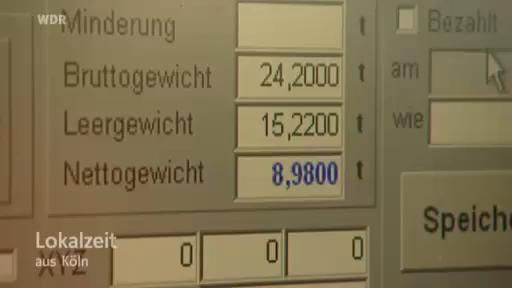 WDR
Minderung t Bezahlt
Bruttogewicht 24,2000 t am
Leergewicht 15,2200 t wie
Nettogewicht 8,9800 t
Speiche
Lokalzeit
aus Köln
XYZ 0 0 0